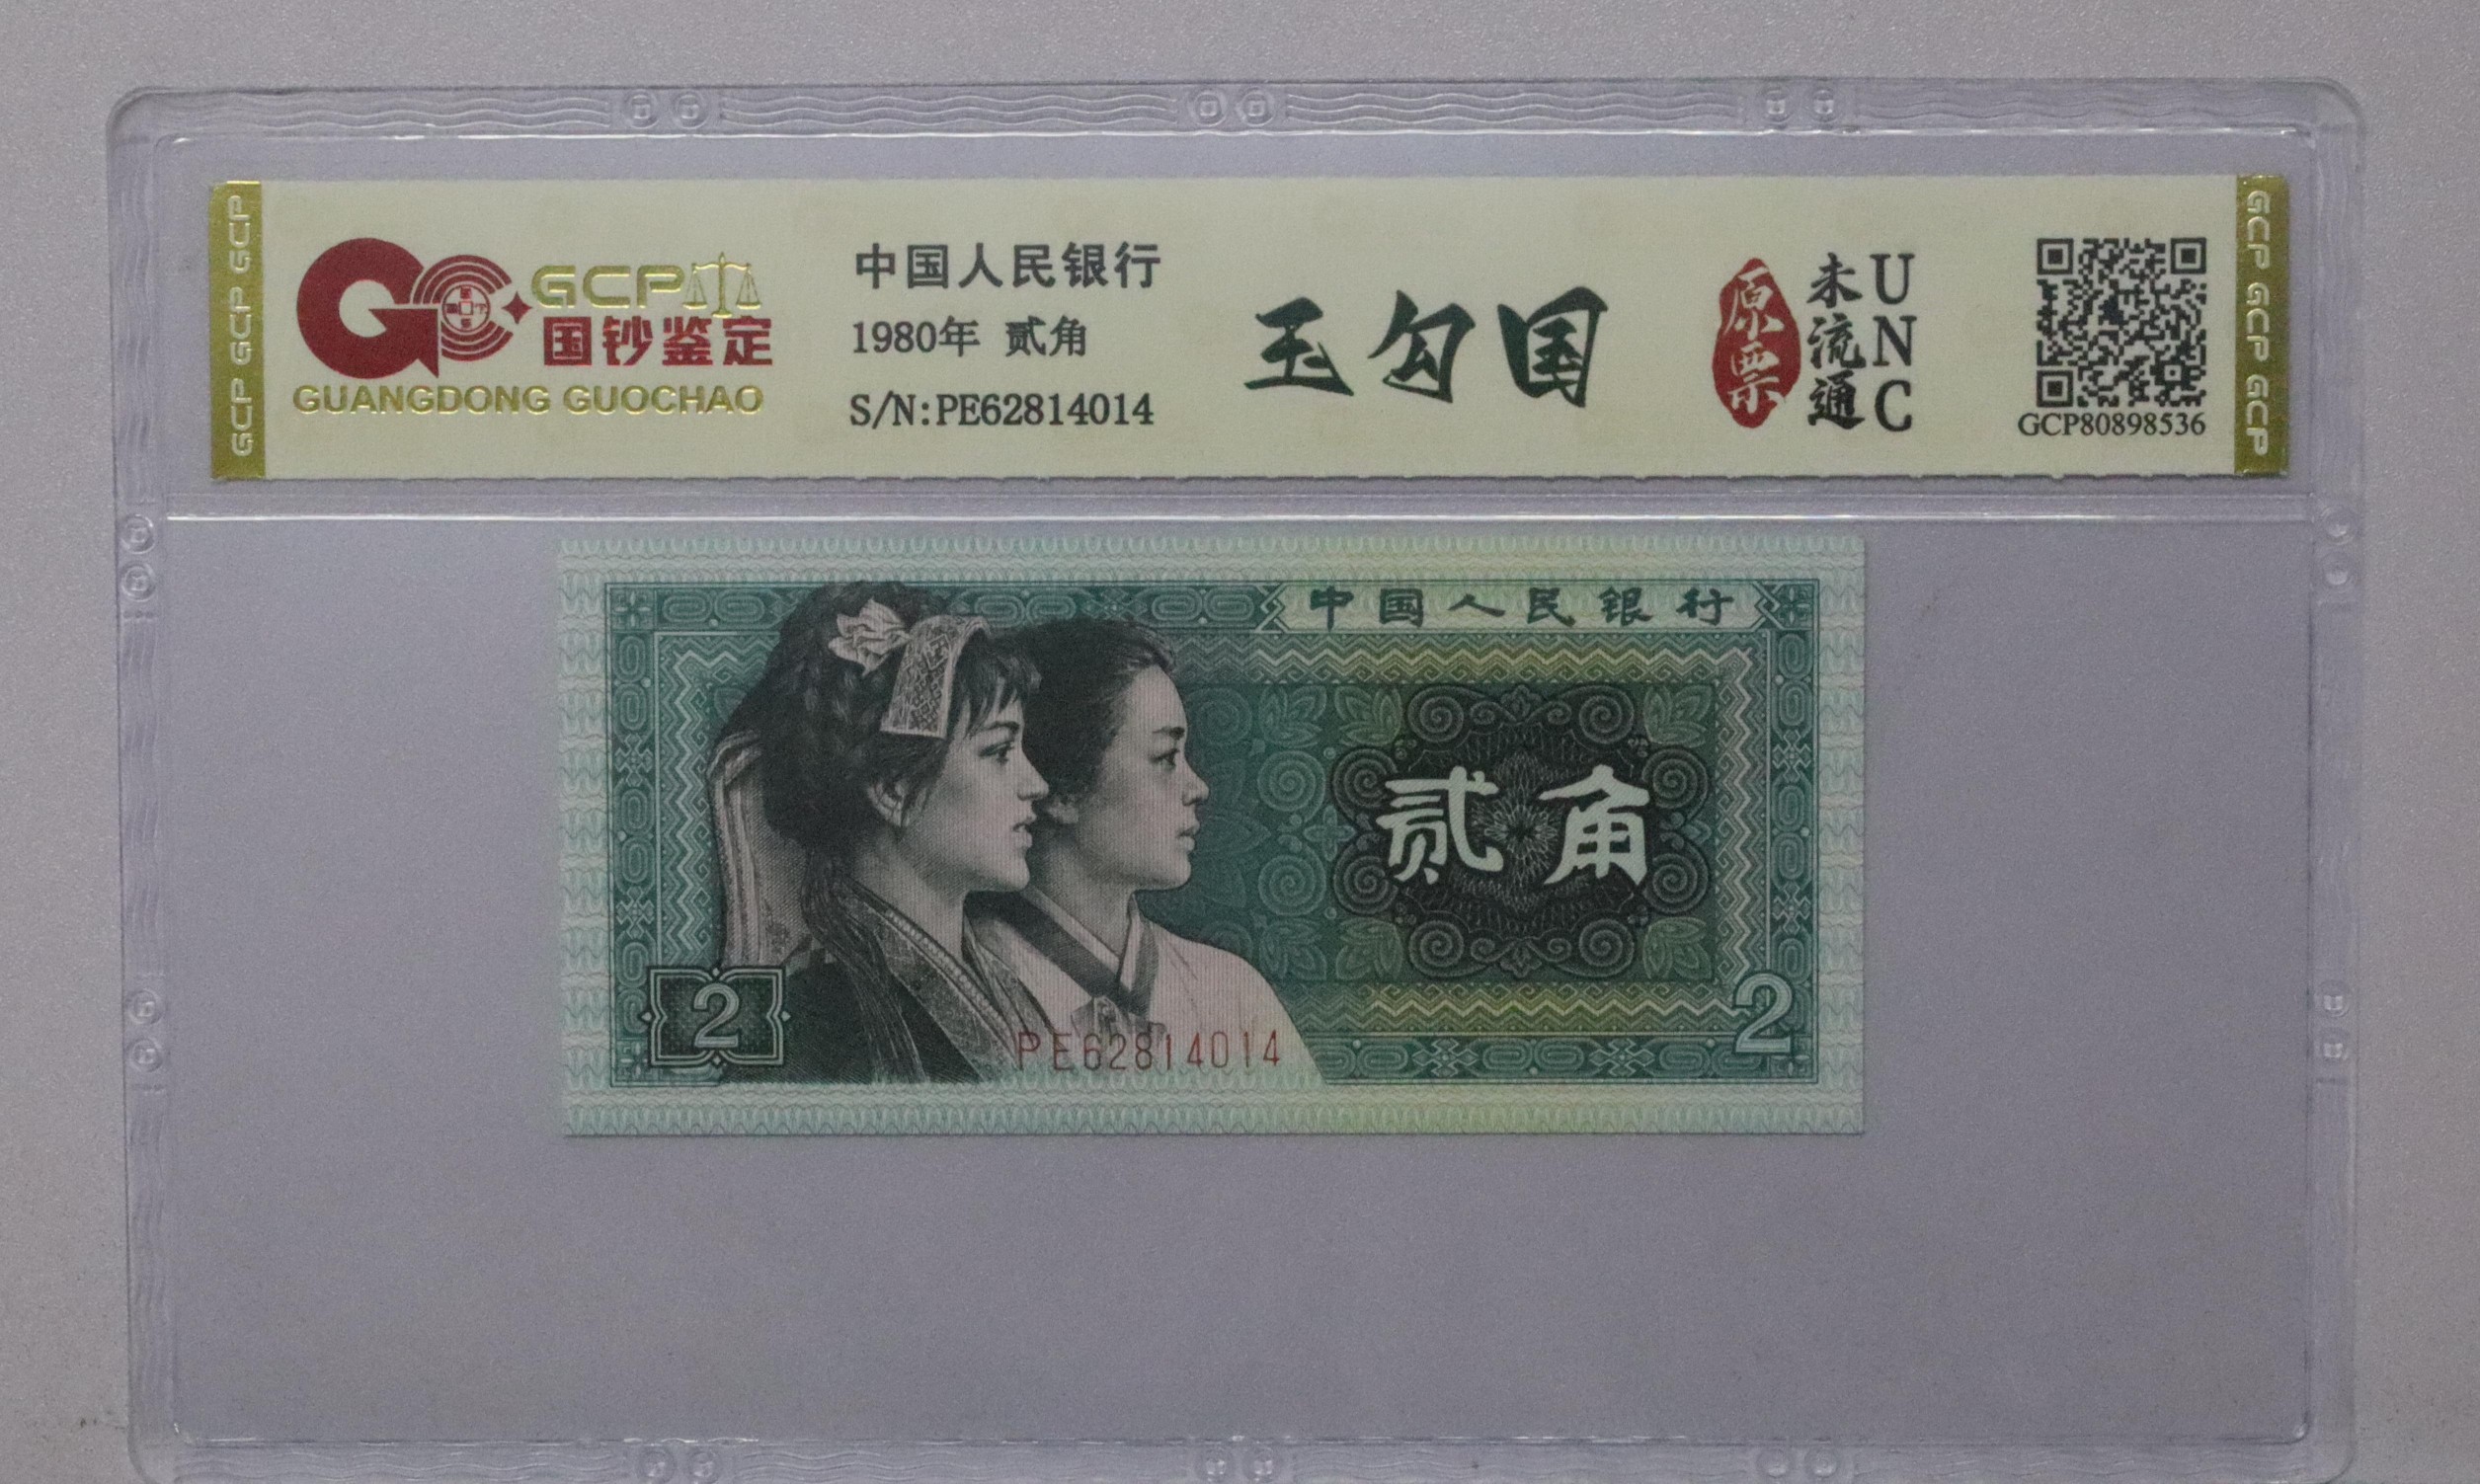 GCP GCP GCP
GCP
国钞鉴定
GUANGDONG GUOCHAO
中国人民银行
1980年 贰角
S/N:PE62814014
玉勾国
原票
未流通
UNC
GCP80898536
GCP GCP GCP
中国人民银行
贰角
2
PE62814014
2